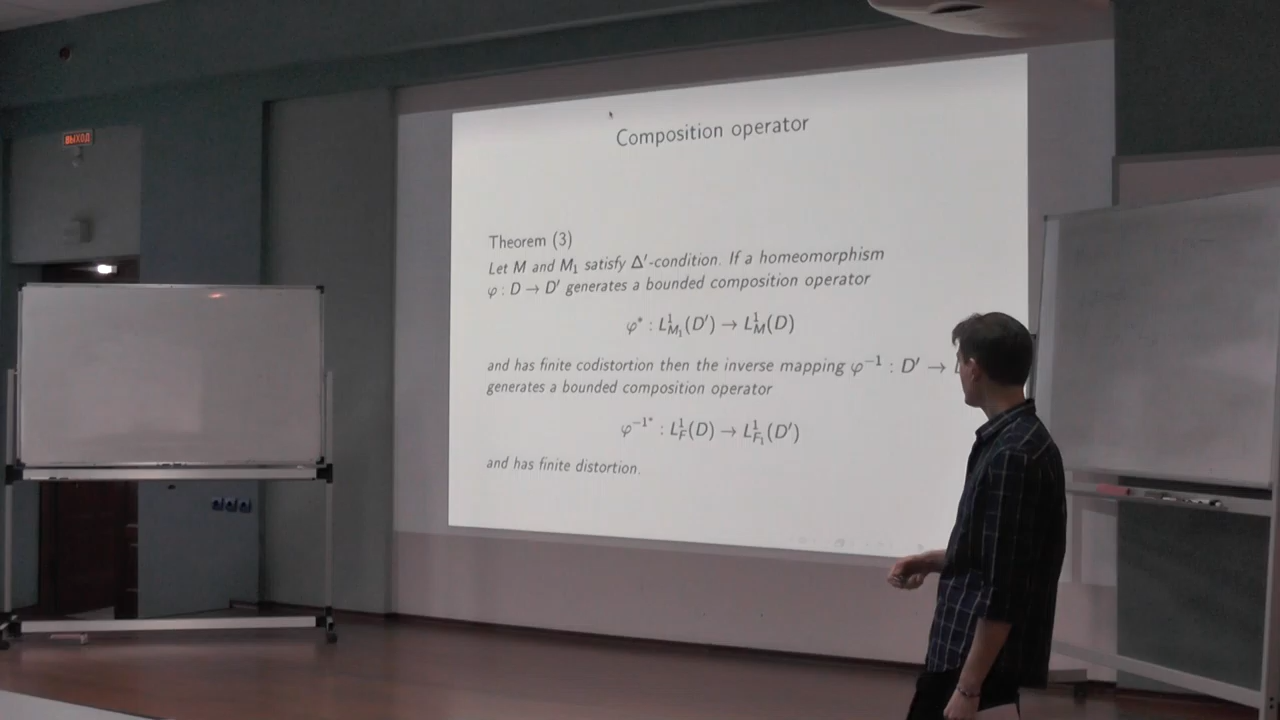 ВЫХОД
Composition operator
Theorem (3)
Let M and M₁ satisfy Δ′-condition. If a homeomorphism
φ : D → D′ generates a bounded composition operator
φ* : L¹_{M₁}(D′) → L¹_M(D)
and has finite codistortion then the inverse mapping φ⁻¹ : D′ →
generates a bounded composition operator
φ⁻¹* : L¹_F(D) → L¹_{F₁}(D′)
and has finite distortion.